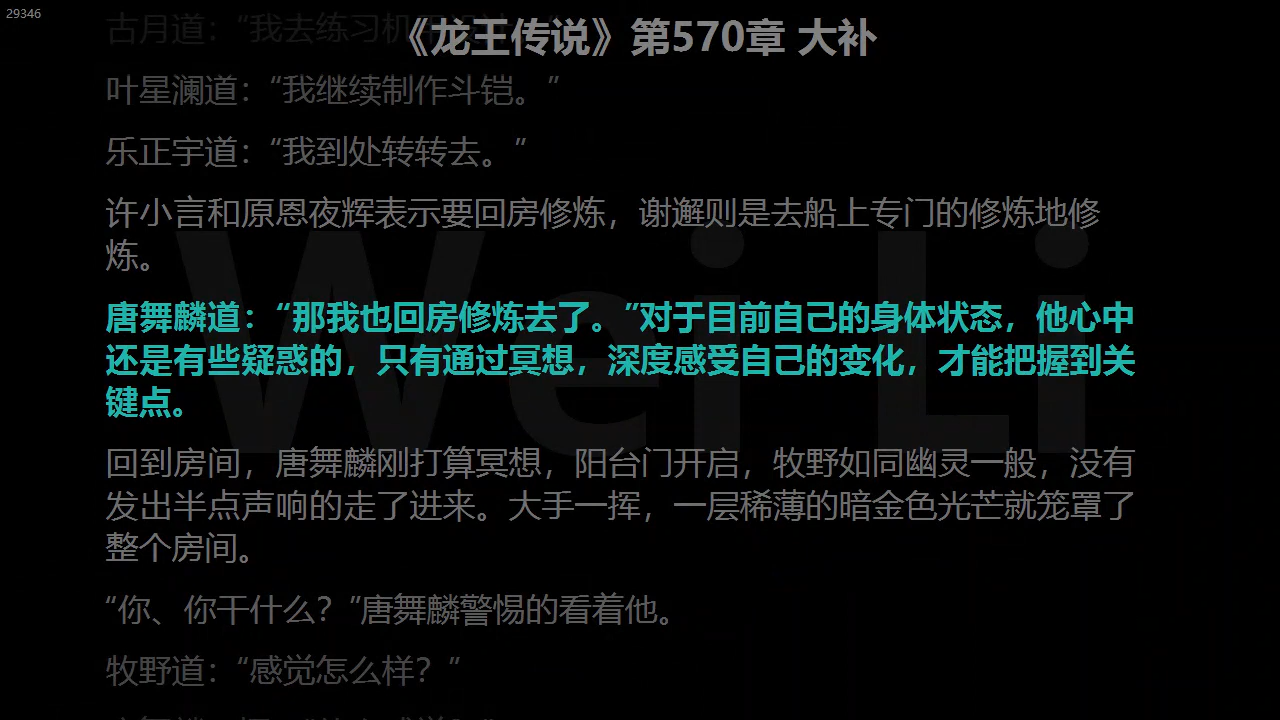 29346
古月道：“我去练习机
《龙王传说》第570章 大补
叶星澜道：“我继续制作斗铠。”
乐正宇道：“我到处转转去。”
许小言和原恩夜辉表示要回房修炼，谢邂则是去船上专门的修炼地修
炼。
Wei Li
唐舞麟道：“那我也回房修炼去了。”对于目前自己的身体状态，他心中
还是有些疑惑的，只有通过冥想，深度感受自己的变化，才能把握到关
键点。
回到房间，唐舞麟刚打算冥想，阳台门开启，牧野如同幽灵一般，没有
发出半点声响的走了进来。大手一挥，一层稀薄的暗金色光芒就笼罩了
整个房间。
“你、你干什么？”唐舞麟警惕的看着他。
牧野道：“感觉怎么样？”